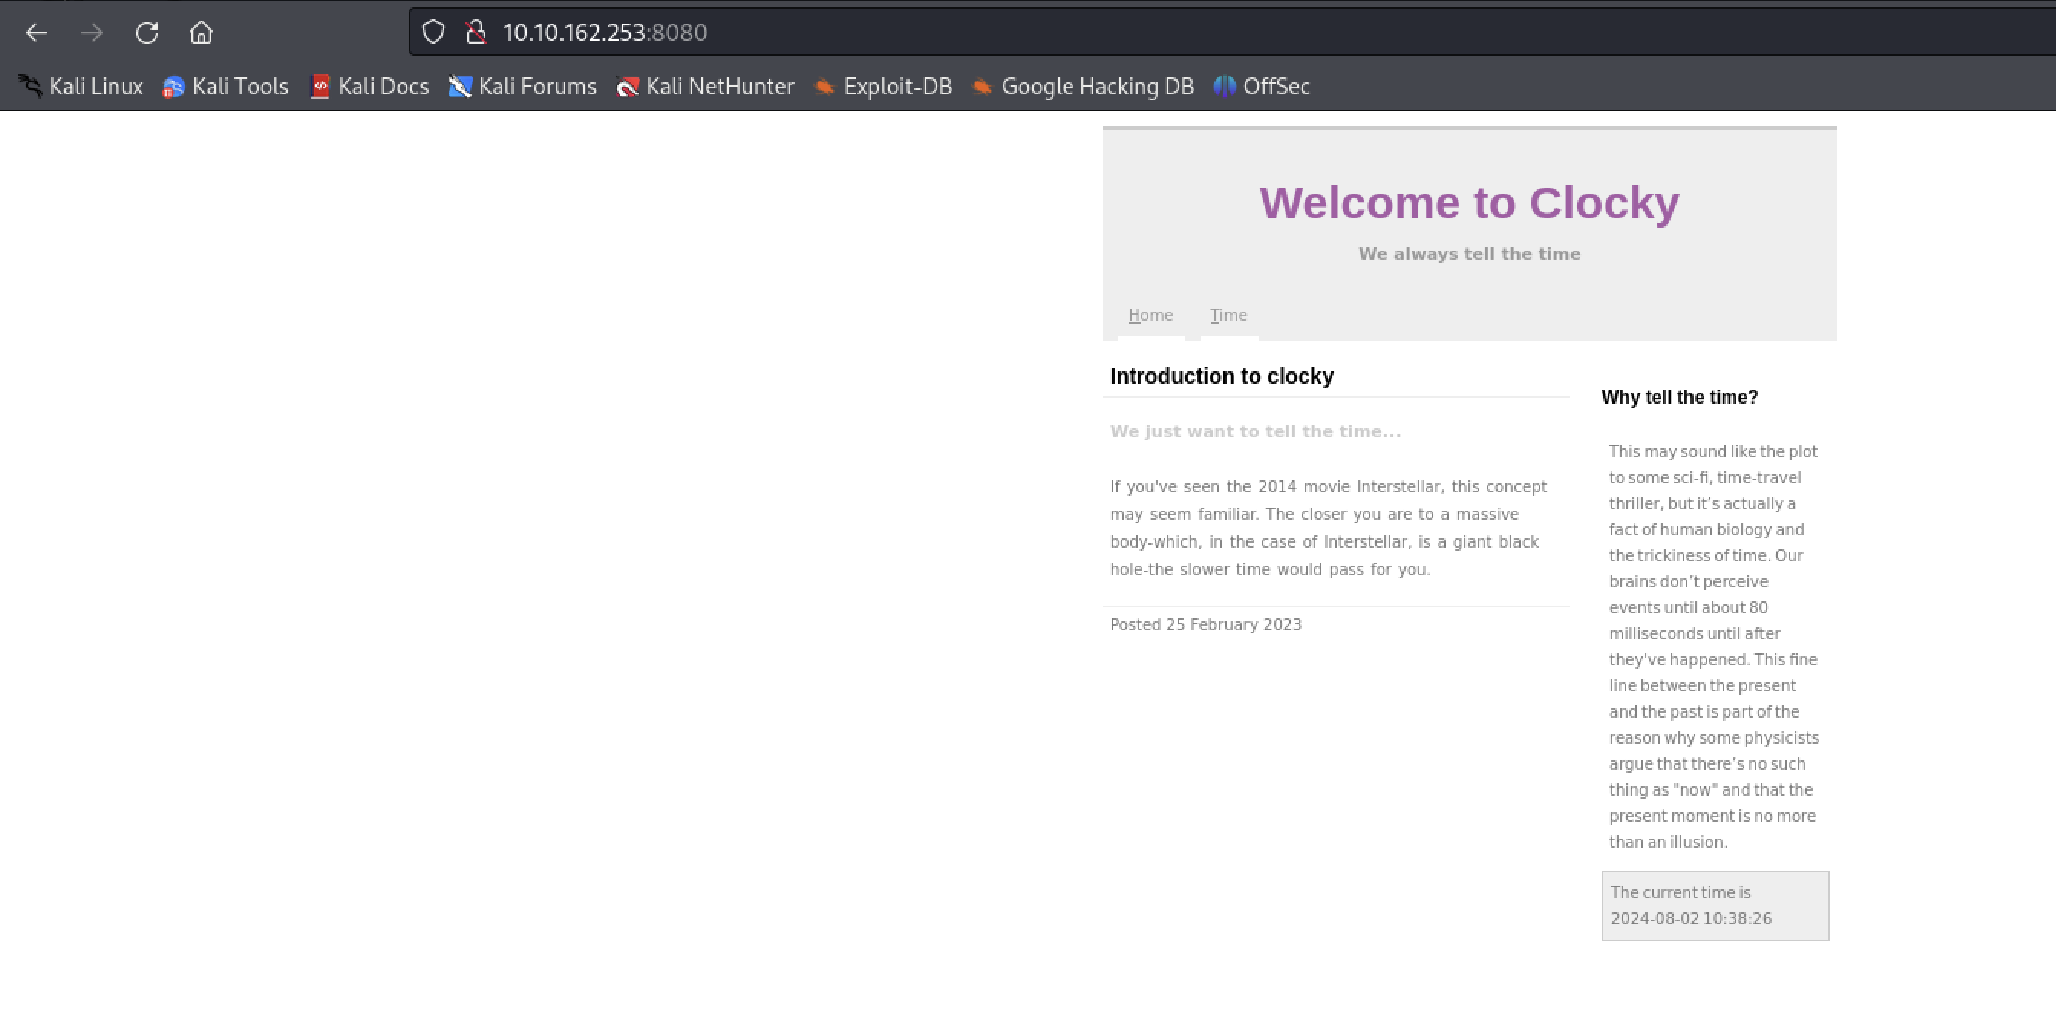 10.10.162.253:8080
Kali Linux Kali Tools Kali Docs Kali Forums Kali NetHunter Exploit-DB Google Hacking DB OffSec
Welcome to Clocky
We always tell the time
Home Time
Introduction to clocky
We just want to tell the time...
If you've seen the 2014 movie Interstellar, this concept
may seem familiar. The closer you are to a massive
body-which, in the case of Interstellar, is a giant black
hole-the slower time would pass for you.
Posted 25 February 2023
Why tell the time?
This may sound like the plot
to some sci-fi, time-travel
thriller, but it’s actually a
fact of human biology and
the trickiness of time. Our
brains don’t perceive
events until about 80
milliseconds until after
they've happened. This fine
line between the present
and the past is part of the
reason why some physicists
argue that there’s no such
thing as "now" and that the
present moment is no more
than an illusion.
The current time is
2024-08-02 10:38:26